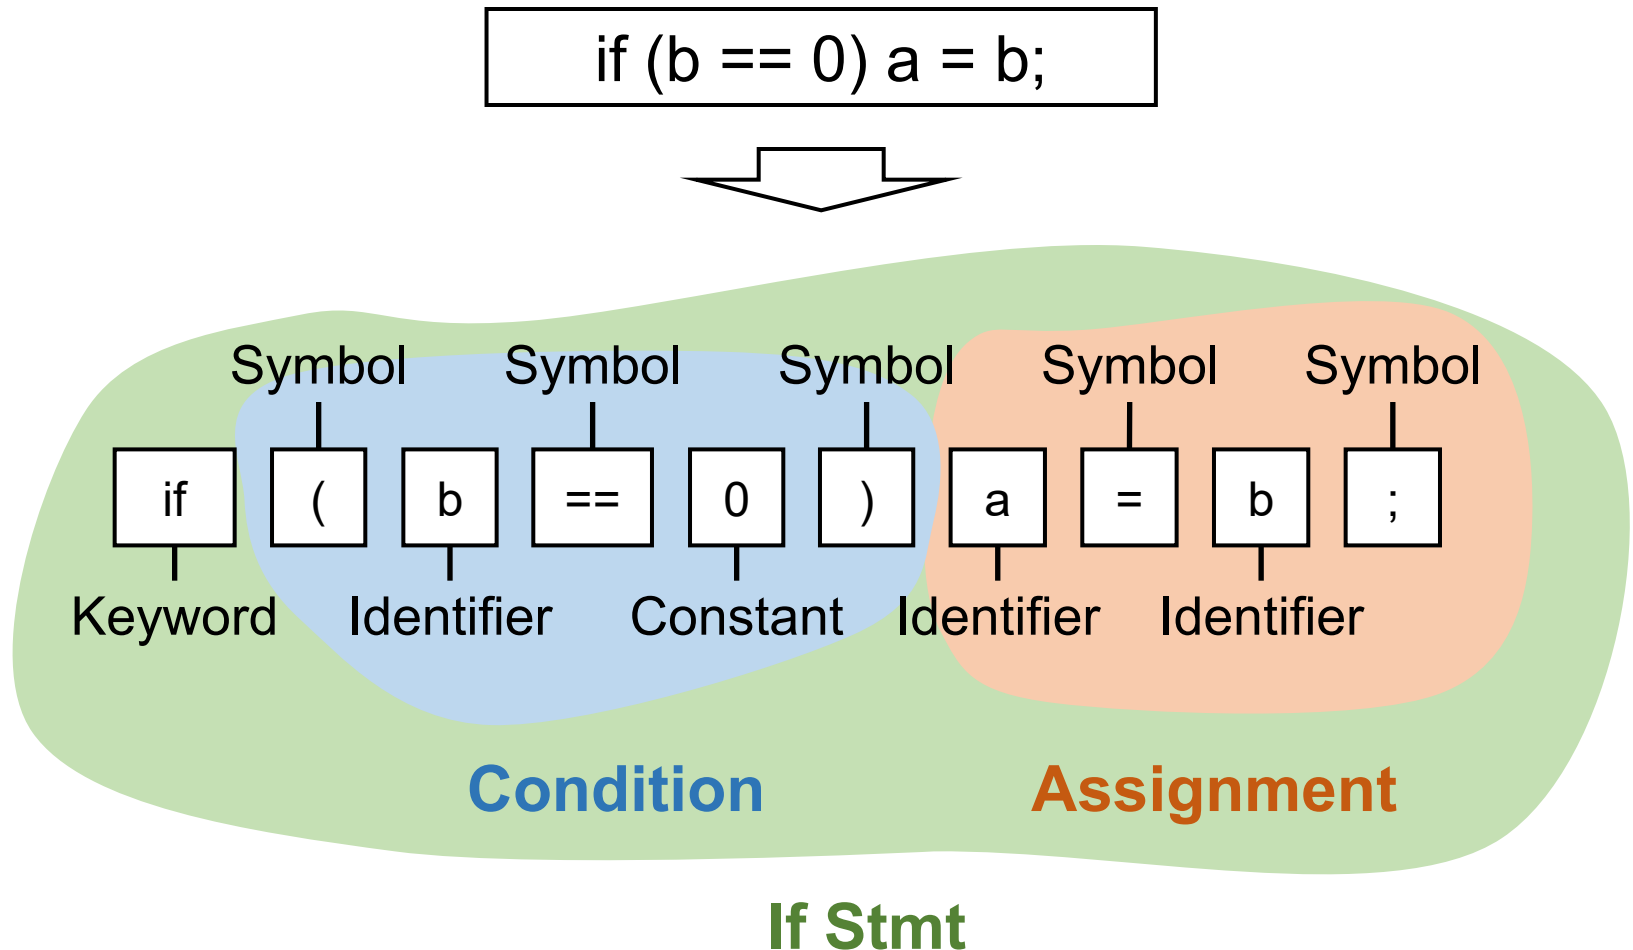 if (b == 0) a = b;
Symbol Symbol Symbol Symbol Symbol
if ( b == 0 ) a = b ;
Keyword Identifier Constant Identifier Identifier
Condition Assignment
If Stmt